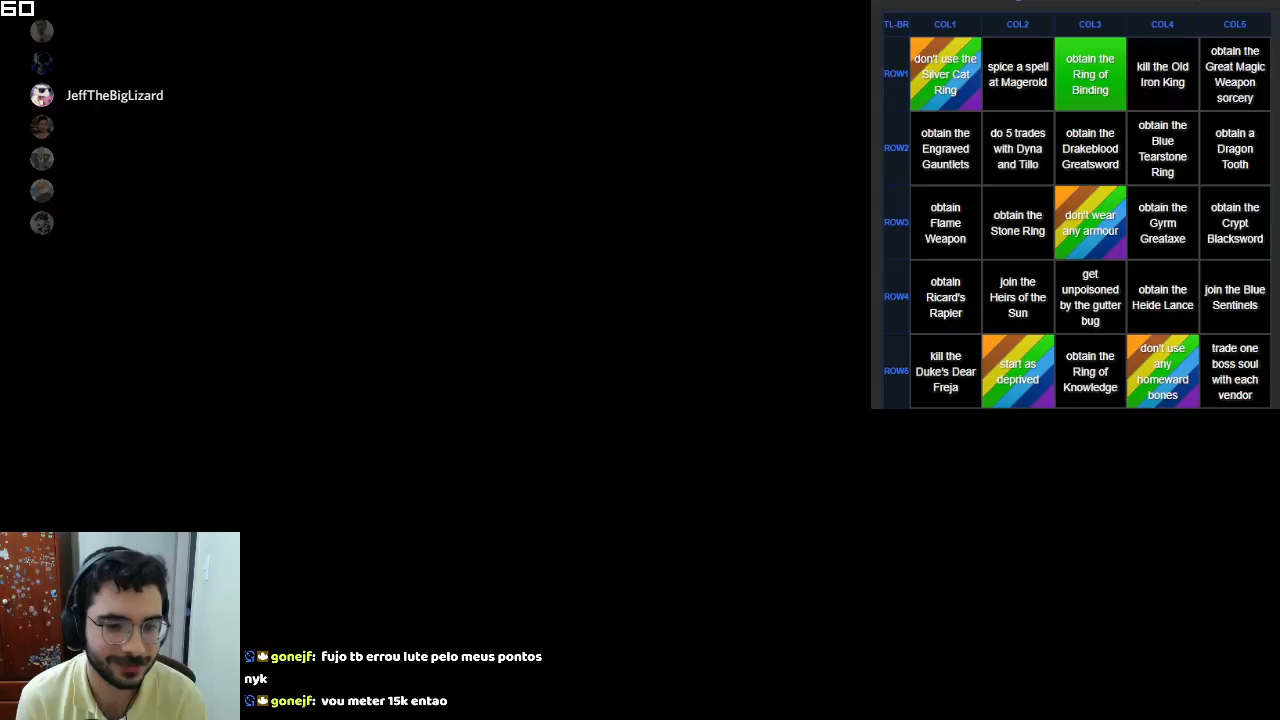 60
JeffTheBigLizard
TL-BR COL1 COL2 COL3 COL4 COL5
ROW1
don't use the
Silver Cat
Ring
spice a spell
at Magerold
obtain the
Ring of
Binding
kill the Old
Iron King
obtain the
Great Magic
Weapon
sorcery
ROW2
obtain the
Engraved
Gauntlets
do 5 trades
with Dyna
and Tillo
obtain the
Drakeblood
Greatsword
obtain the
Blue
Tearstone
Ring
obtain a
Dragon
Tooth
ROW3
obtain
Flame
Weapon
obtain the
Stone Ring
don't wear
any armour
obtain the
Gyrm
Greataxe
obtain the
Crypt
Blacksword
ROW4
obtain
Ricard's
Rapier
join the
Heirs of the
Sun
get
unpoisoned
by the gutter
bug
obtain the
Heide Lance
join the Blue
Sentinels
ROW5
kill the
Duke's Dear
Freja
start as
deprived
obtain the
Ring of
Knowledge
don't use
any
homeward
bones
trade one
boss soul
with each
vendor
gonejf: fujo tb errou lute pelo meus pontos
nyk
gonejf: vou meter 15k entao